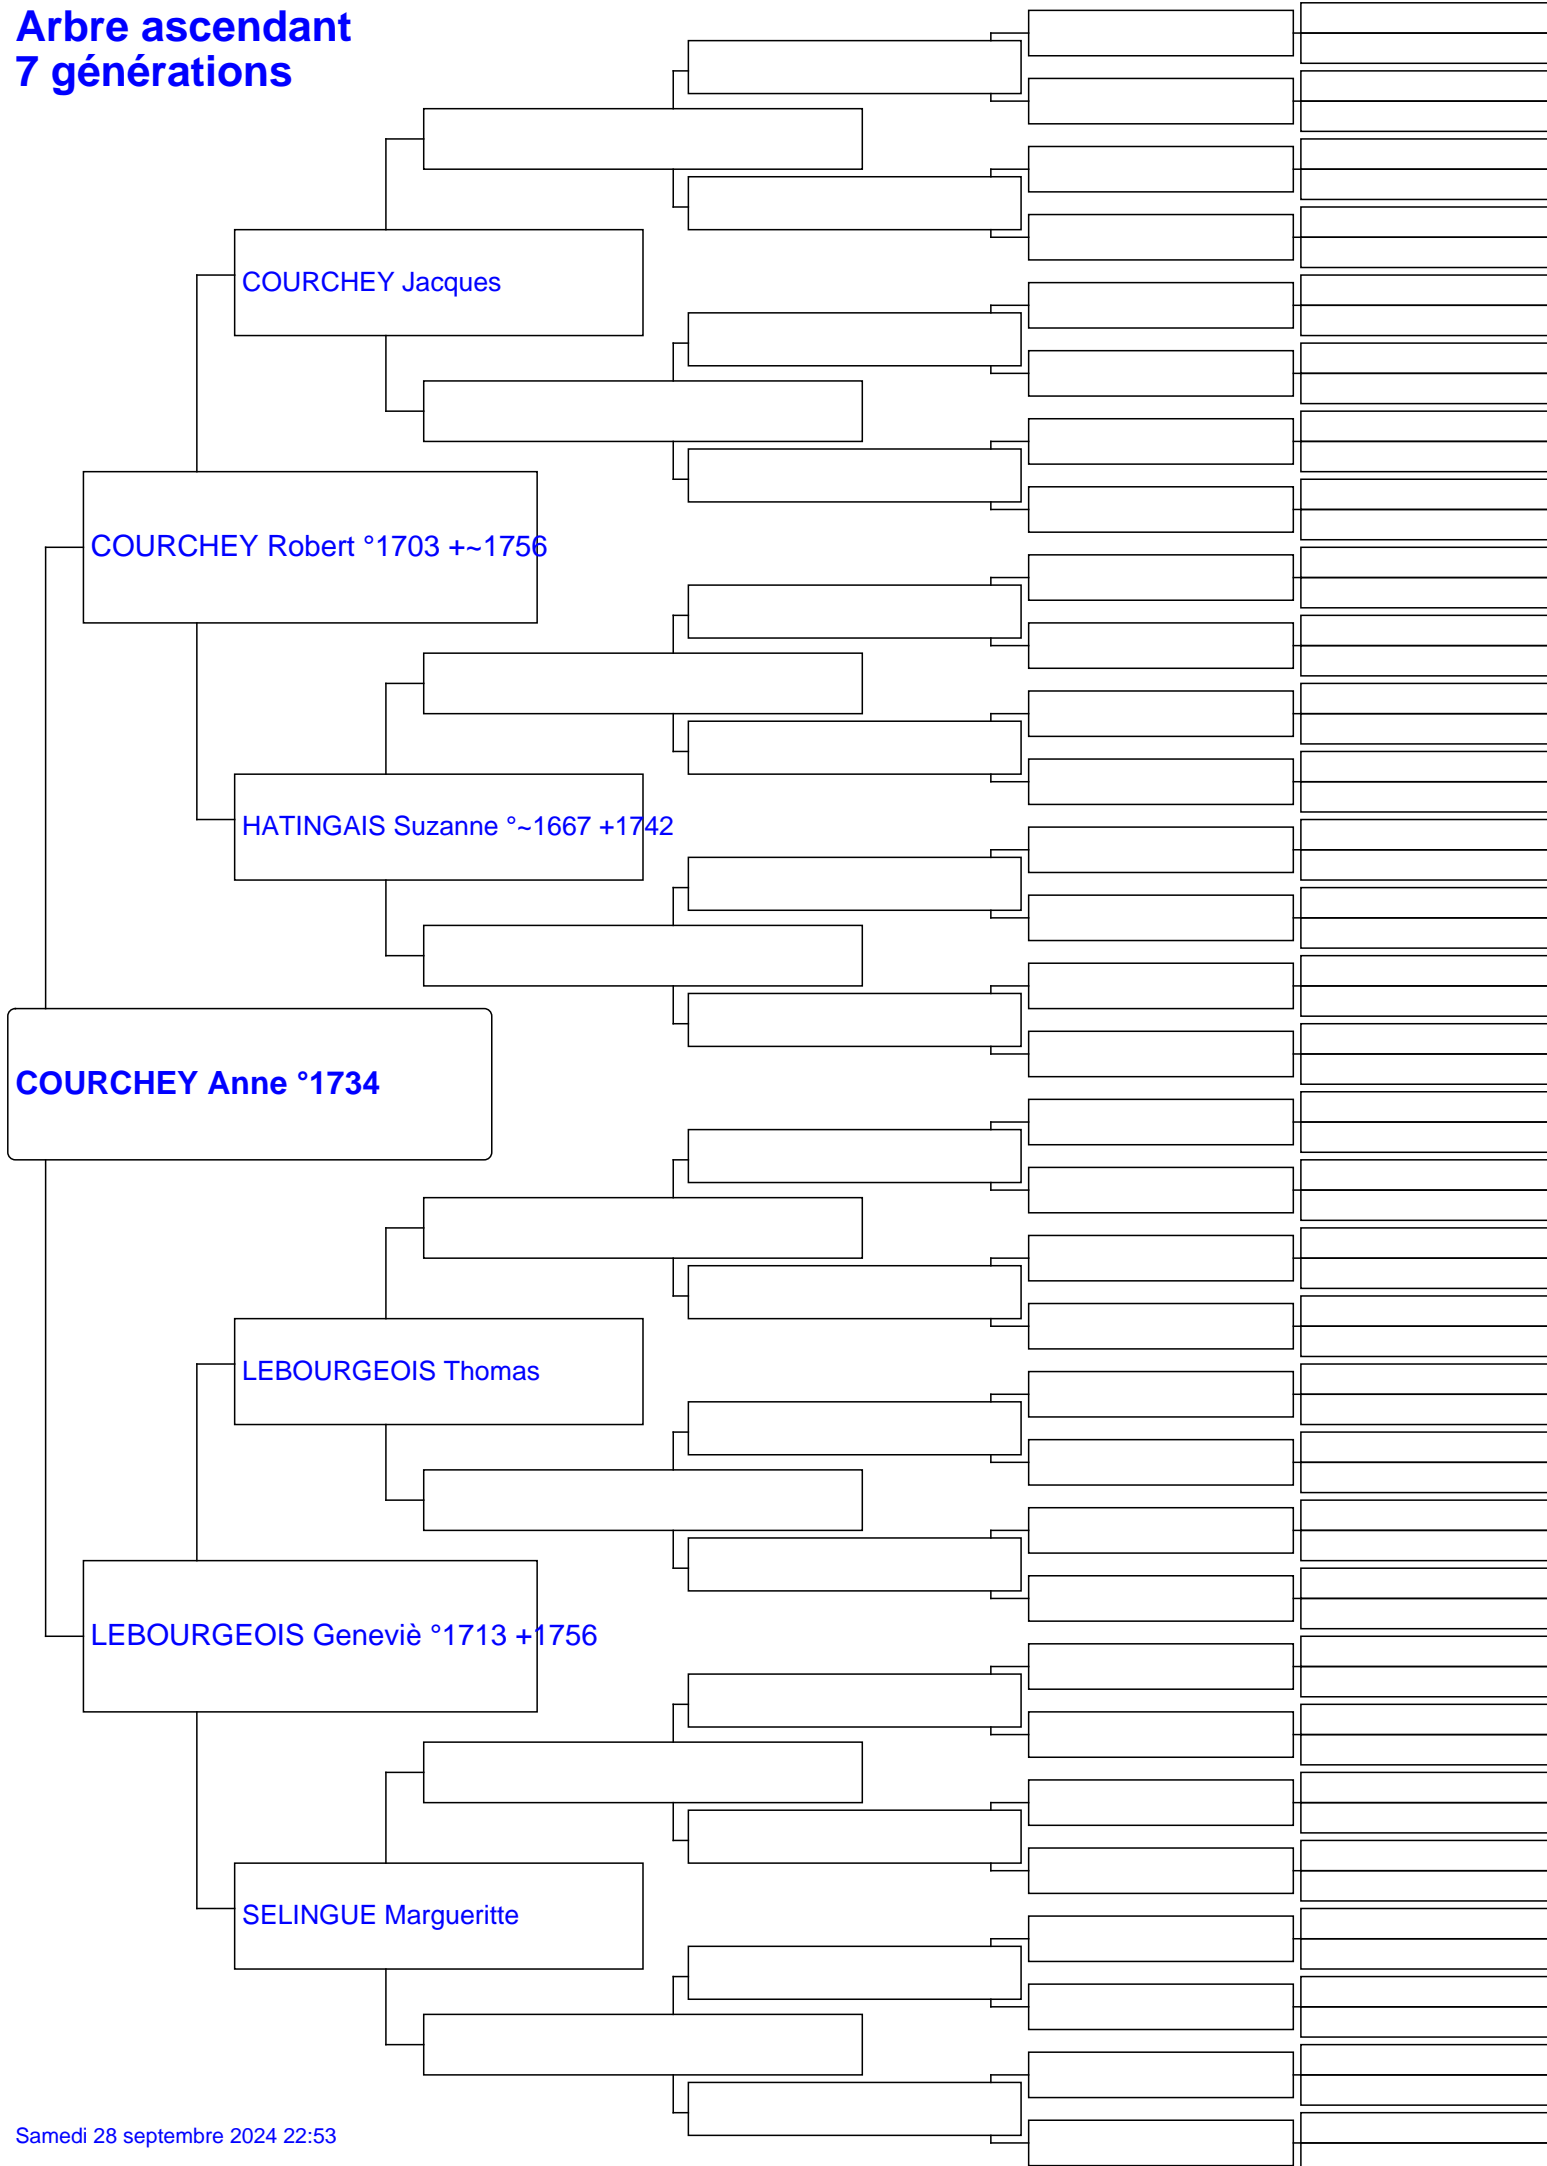 Arbre ascendant
7 générations
COURCHEY Jacques
COURCHEY Robert °1703 +~1756
HATINGAIS Suzanne °~1667 +1742
COURCHEY Anne °1734
LEBOURGEOIS Thomas
LEBOURGEOIS Geneviè °1713 +1756
SELINGUE Margueritte
Samedi 28 septembre 2024 22:53